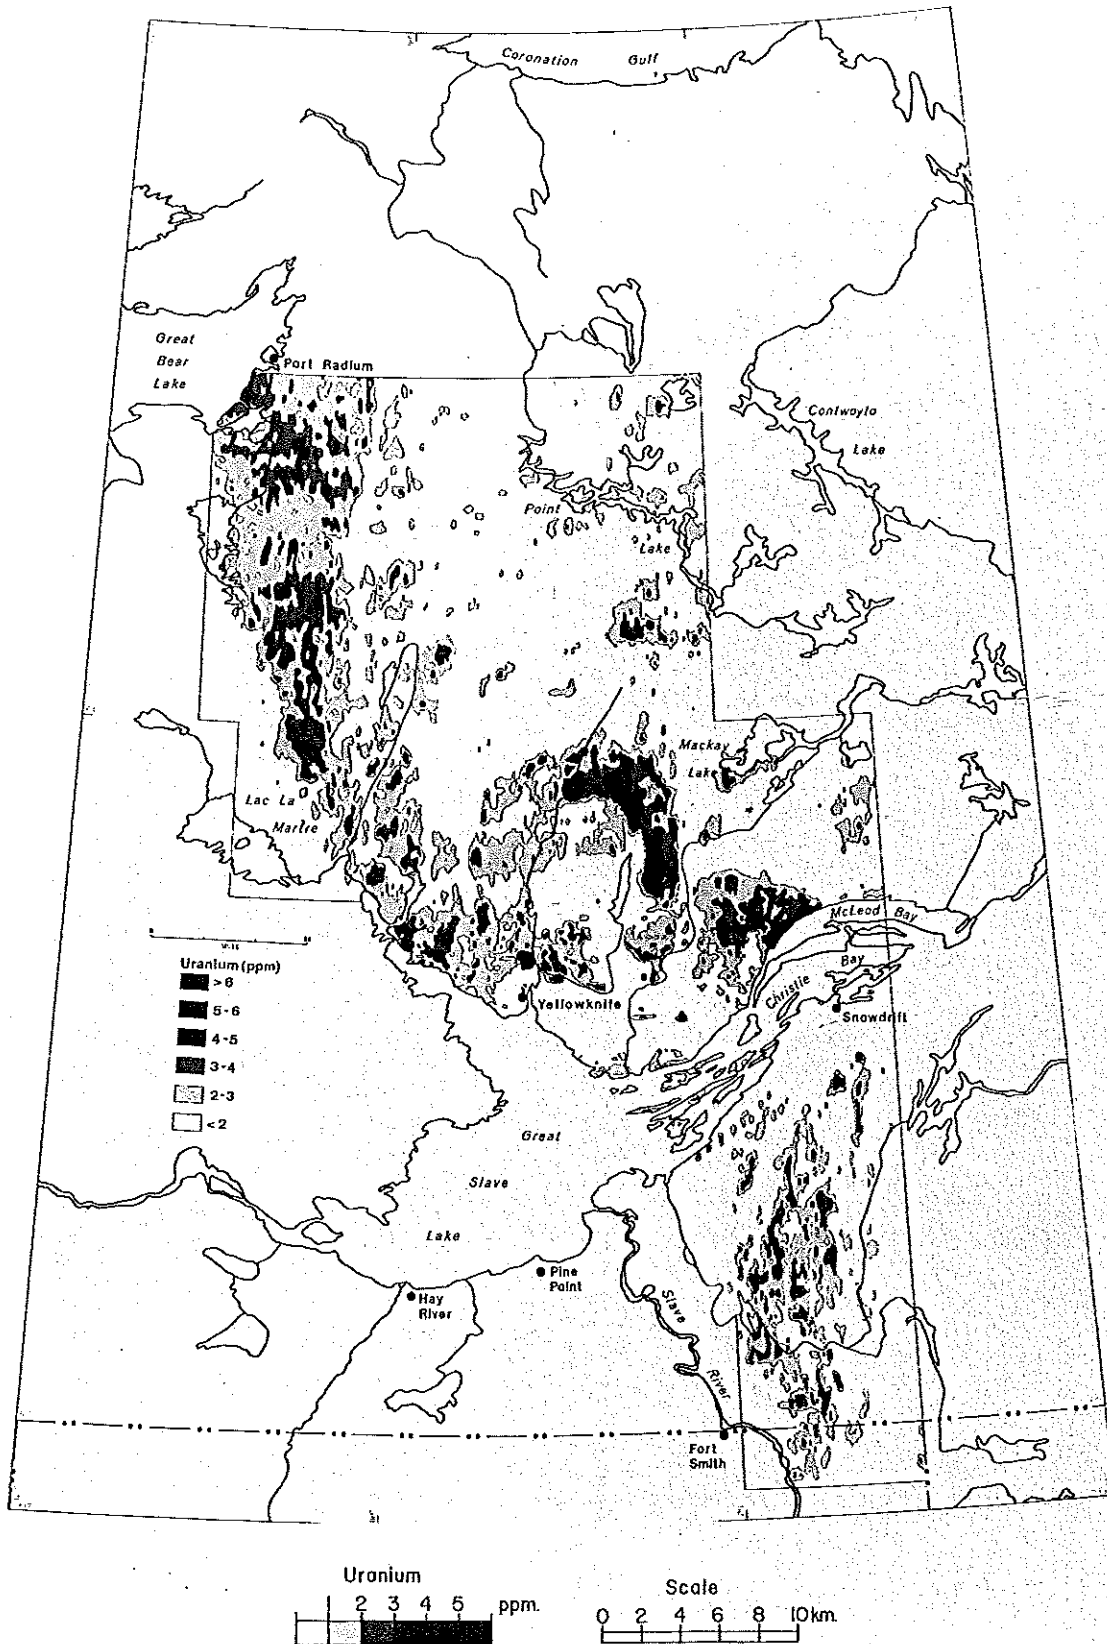 Coronation Gulf
Great
Bear
Lake
Port Radium
Contwoyto
Lake
Point
Lake
Mackay
Lake
Lac La
Martre
McLeod Bay
Christie Bay
Snowdrift
Yellowknife
Uranium (ppm)
>6
5-6
4-5
3-4
2-3
<2
Great
Slave
Lake
Pine
Point
Hay
River
Slave
River
Fort
Smith
Uranium
1 2 3 4 5 ppm.
Scale
0 2 4 6 8 10km.